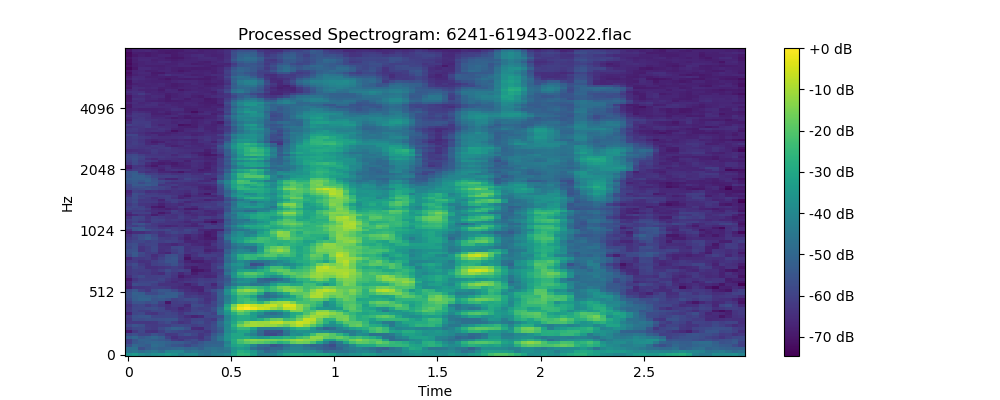 Processed Spectrogram: 6241-61943-0022.flac
Hz
4096
2048
1024
512
0
0 0.5 1 1.5 2 2.5
Time
+0 dB
-10 dB
-20 dB
-30 dB
-40 dB
-50 dB
-60 dB
-70 dB